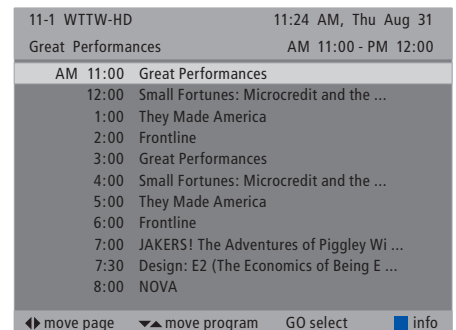 11-1 WTTW-HD 11:24 AM, Thu Aug 31
Great Performances AM 11:00 - PM 12:00
AM 11:00 Great Performances
12:00 Small Fortunes: Microcredit and the ...
1:00 They Made America
2:00 Frontline
3:00 Great Performances
4:00 Small Fortunes: Microcredit and the ...
5:00 They Made America
6:00 Frontline
7:00 JAKERS! The Adventures of Piggley Wi ...
7:30 Design: E2 (The Economics of Being E ...
8:00 NOVA
move page move program GO select info